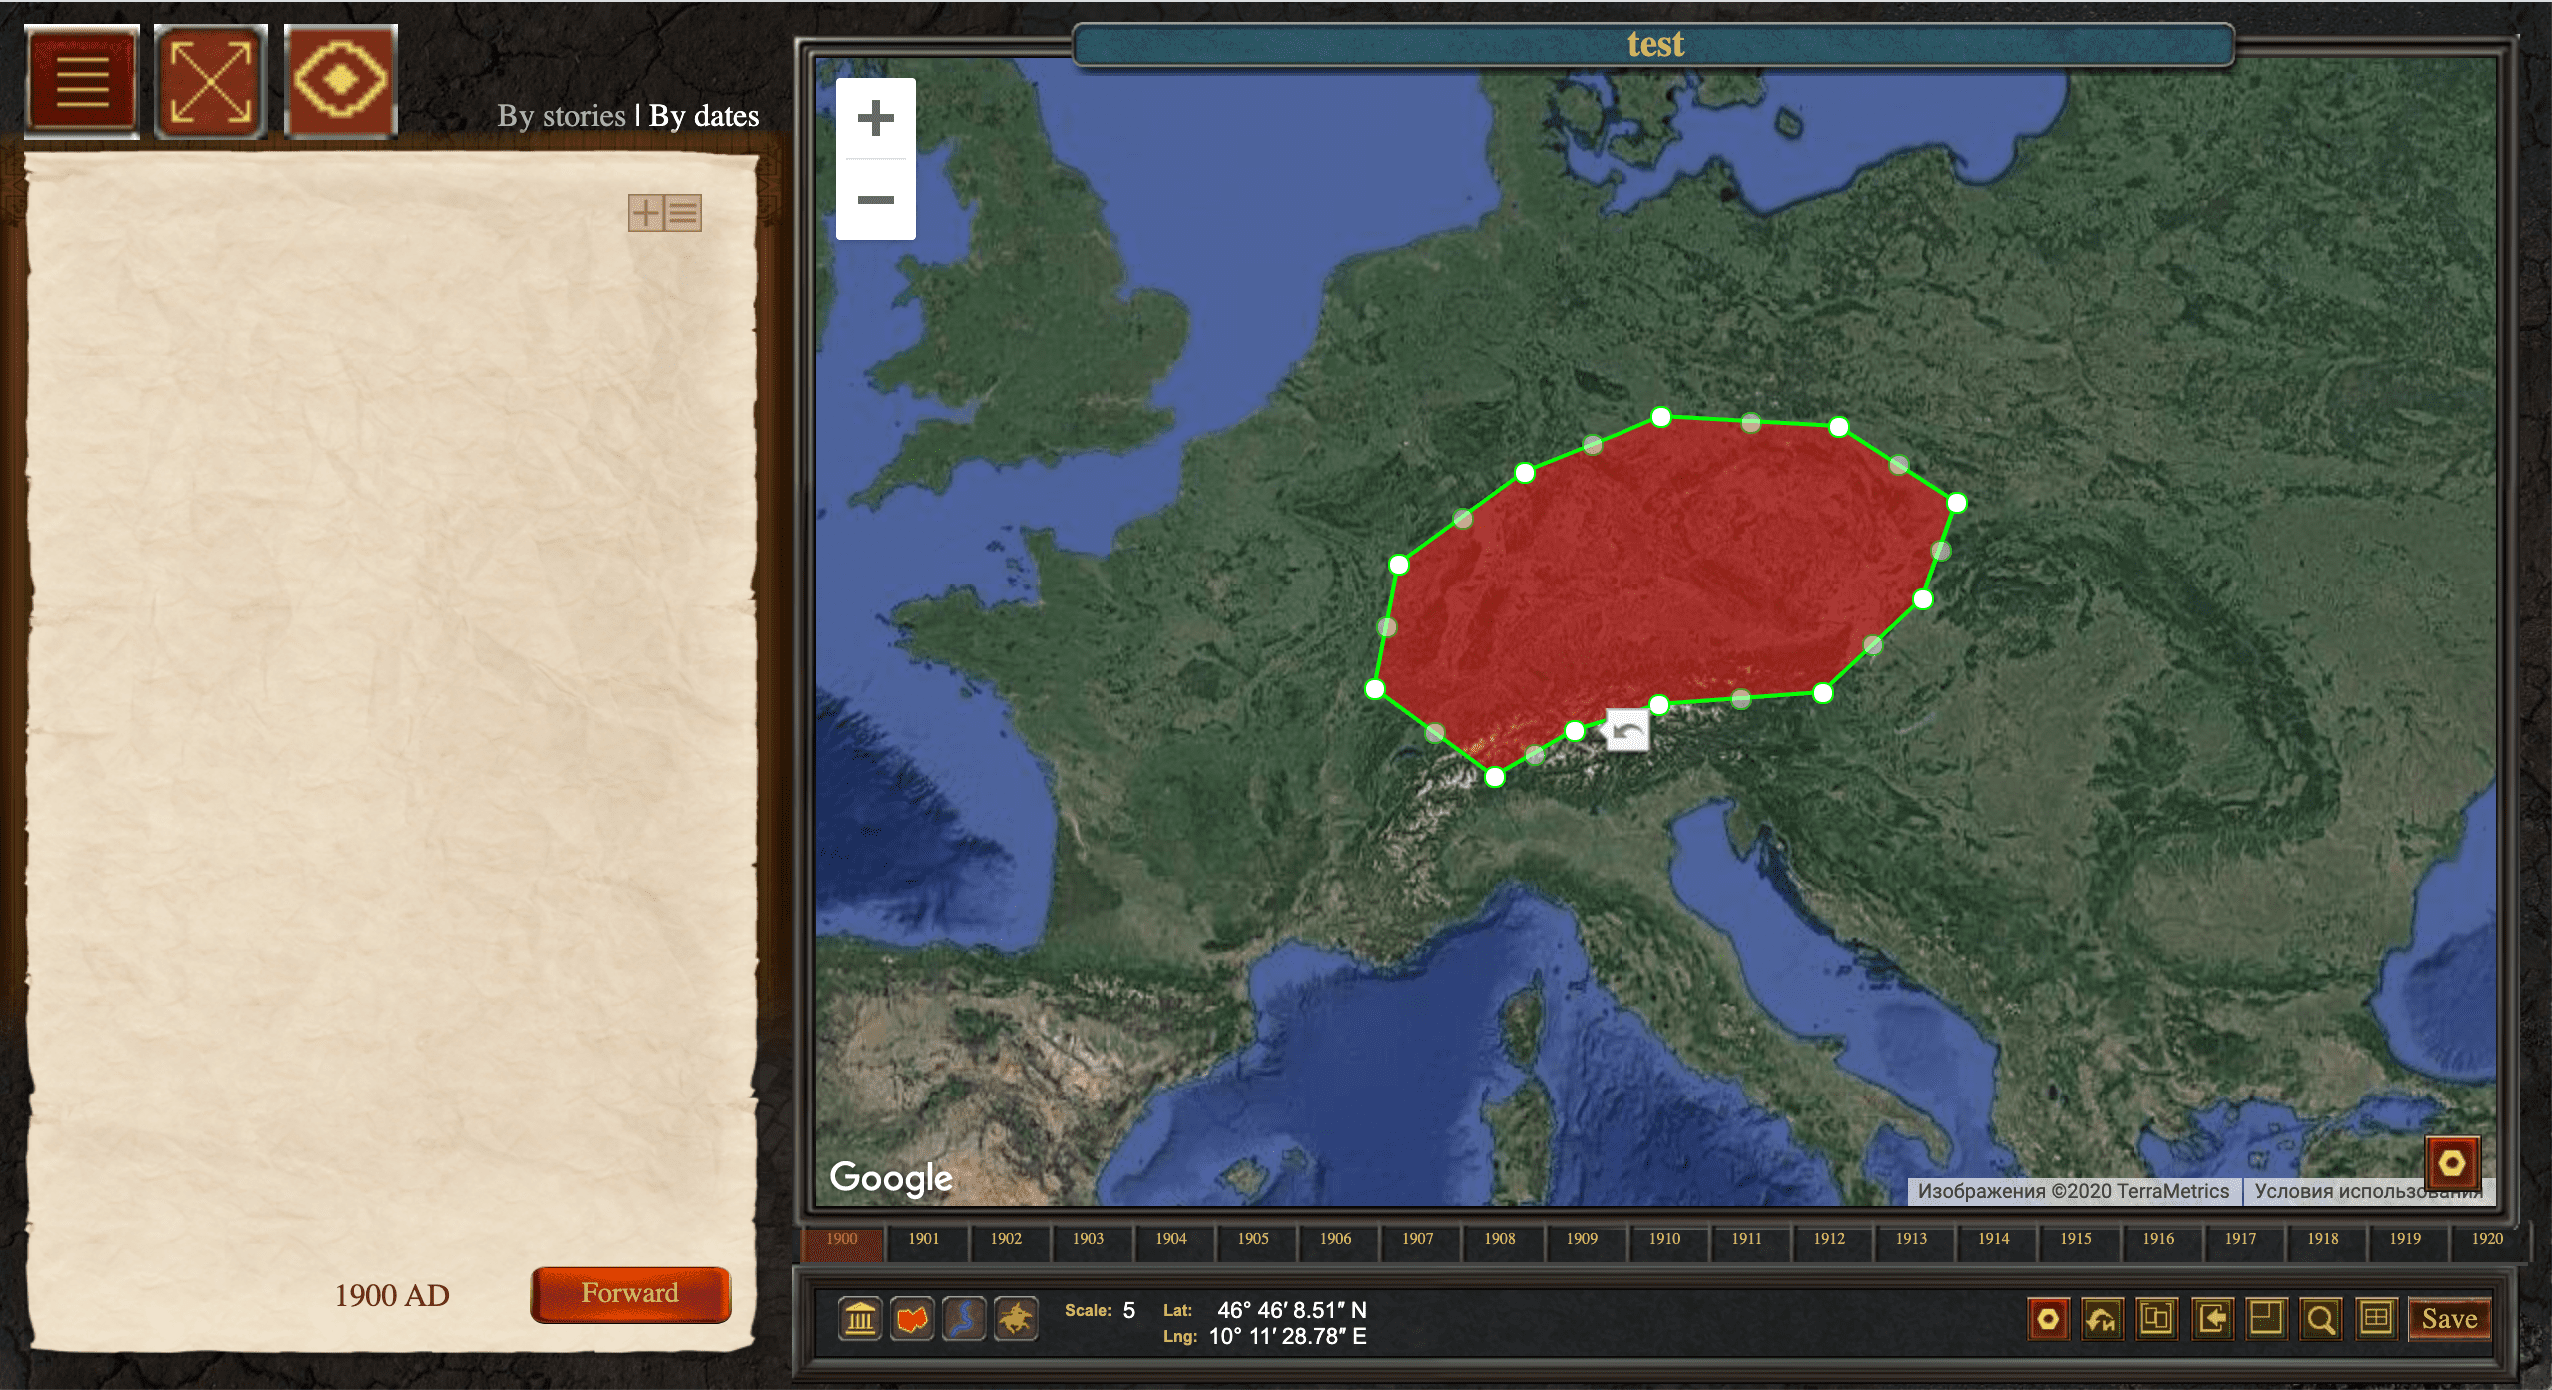 test
By stories | By dates
Google
Изображения ©2020 TerraMetrics
Условия использования
1900 1901 1902 1903 1904 1905 1906 1907 1908 1909 1910 1911 1912 1913 1914 1915 1916 1917 1918 1919 1920
1900 AD
Forward
Scale: 5
Lat: 46° 46′ 8.51″ N
Lng: 10° 11′ 28.78″ E
Save